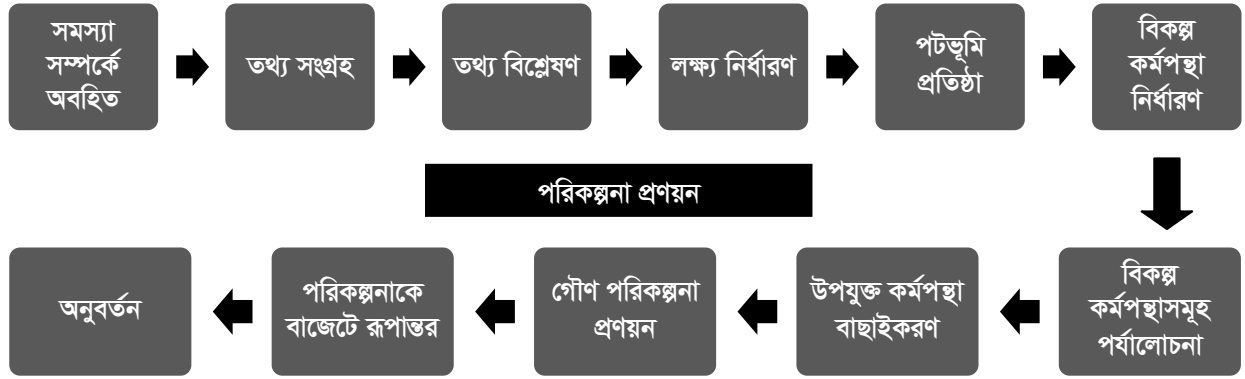 সমস্যা
সম্পর্কে
অবহিত
তথ্য সংগ্রহ
তথ্য বিশ্লেষণ
লক্ষ্য নির্ধারণ
পটভূমি
প্রতিষ্ঠা
বিকল্প
কর্মপন্থা
নির্ধারণ
পরিকল্পনা প্রণয়ন
বিকল্প
কর্মপন্থাসমূহ
পর্যালোচনা
উপযুক্ত কর্মপন্থা
বাছাইকরণ
গৌণ পরিকল্পনা
প্রণয়ন
পরিকল্পনাকে
বাজেটে রূপান্তর
অনুবর্তন